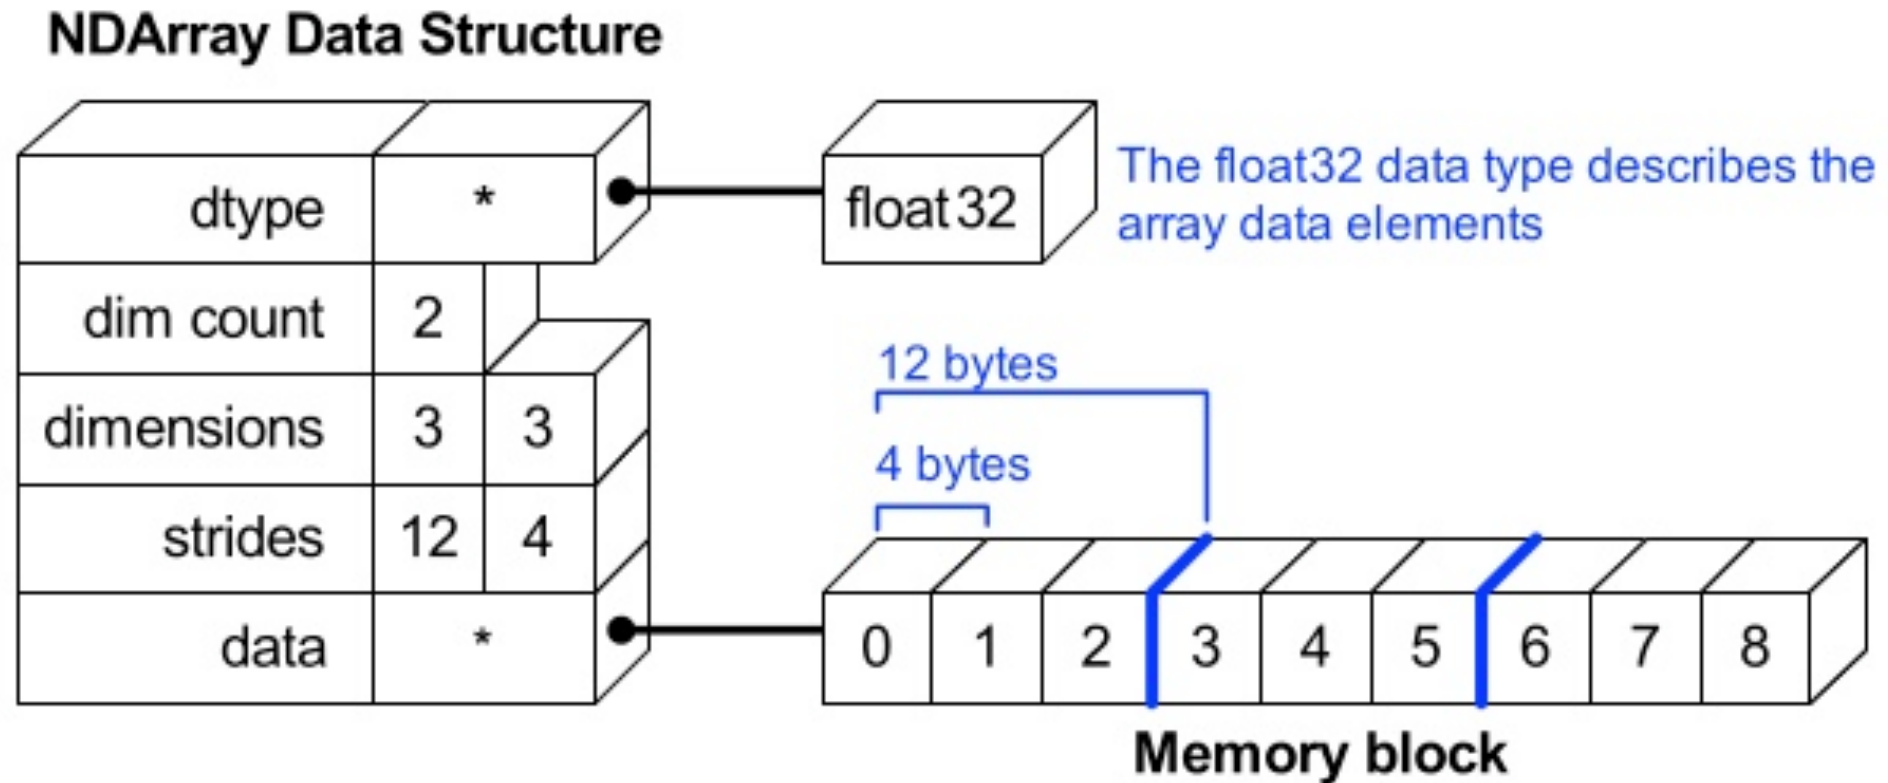 NDArray Data Structure
dtype *
float32
The float32 data type describes the
array data elements
dim count 2
dimensions 3 3
strides 12 4
data *
12 bytes
4 bytes
0 1 2 3 4 5 6 7 8
Memory block